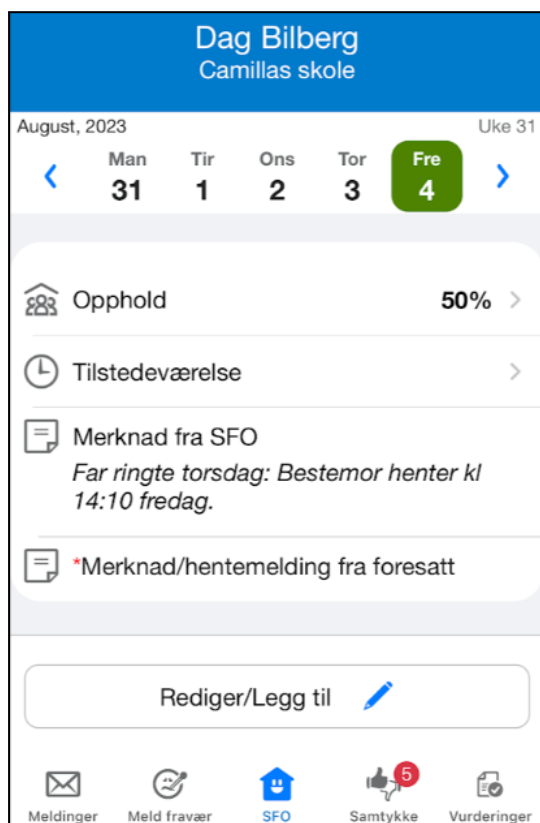 Dag Bilberg
Camillas skole
August, 2023 Uke 31
Man Tir Ons Tor Fre
31 1 2 3 4
Opphold 50%
Tilstedeværelse
Merknad fra SFO
Far ringte torsdag: Bestemor henter kl
14:10 fredag.
*Merknad/hentemelding fra foresatt
Rediger/Legg til
5
Meldinger Meld fravær SFO Samtykke Vurderinger